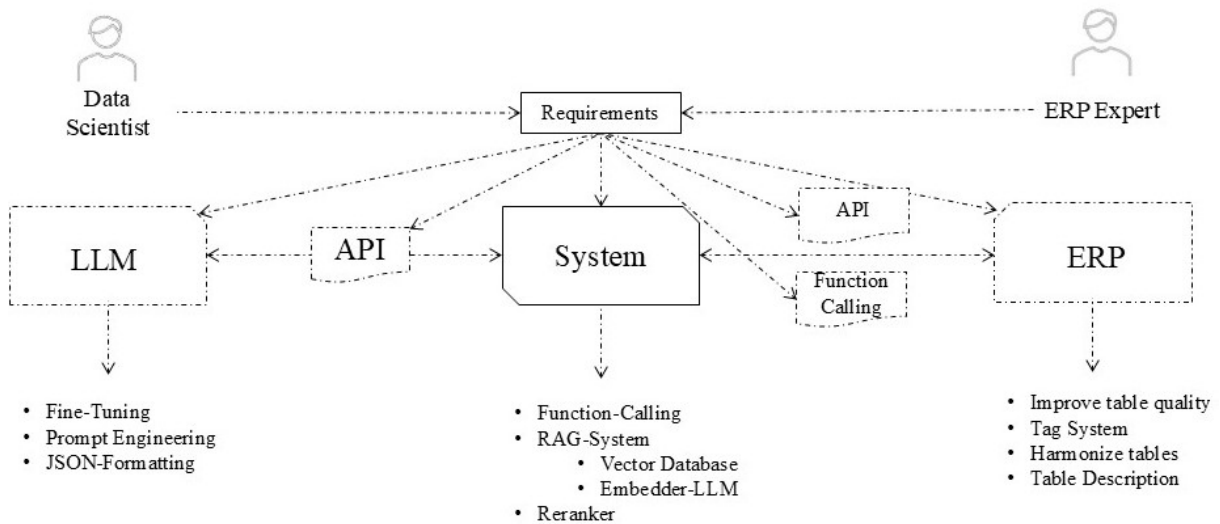 Data
Scientist
Requirements
ERP Expert
LLM
API
System
API
Function
Calling
ERP
• Fine-Tuning
• Prompt Engineering
• JSON-Formatting
• Function-Calling
• RAG-System
• Vector Database
• Embedder-LLM
• Reranker
• Improve table quality
• Tag System
• Harmonize tables
• Table Description